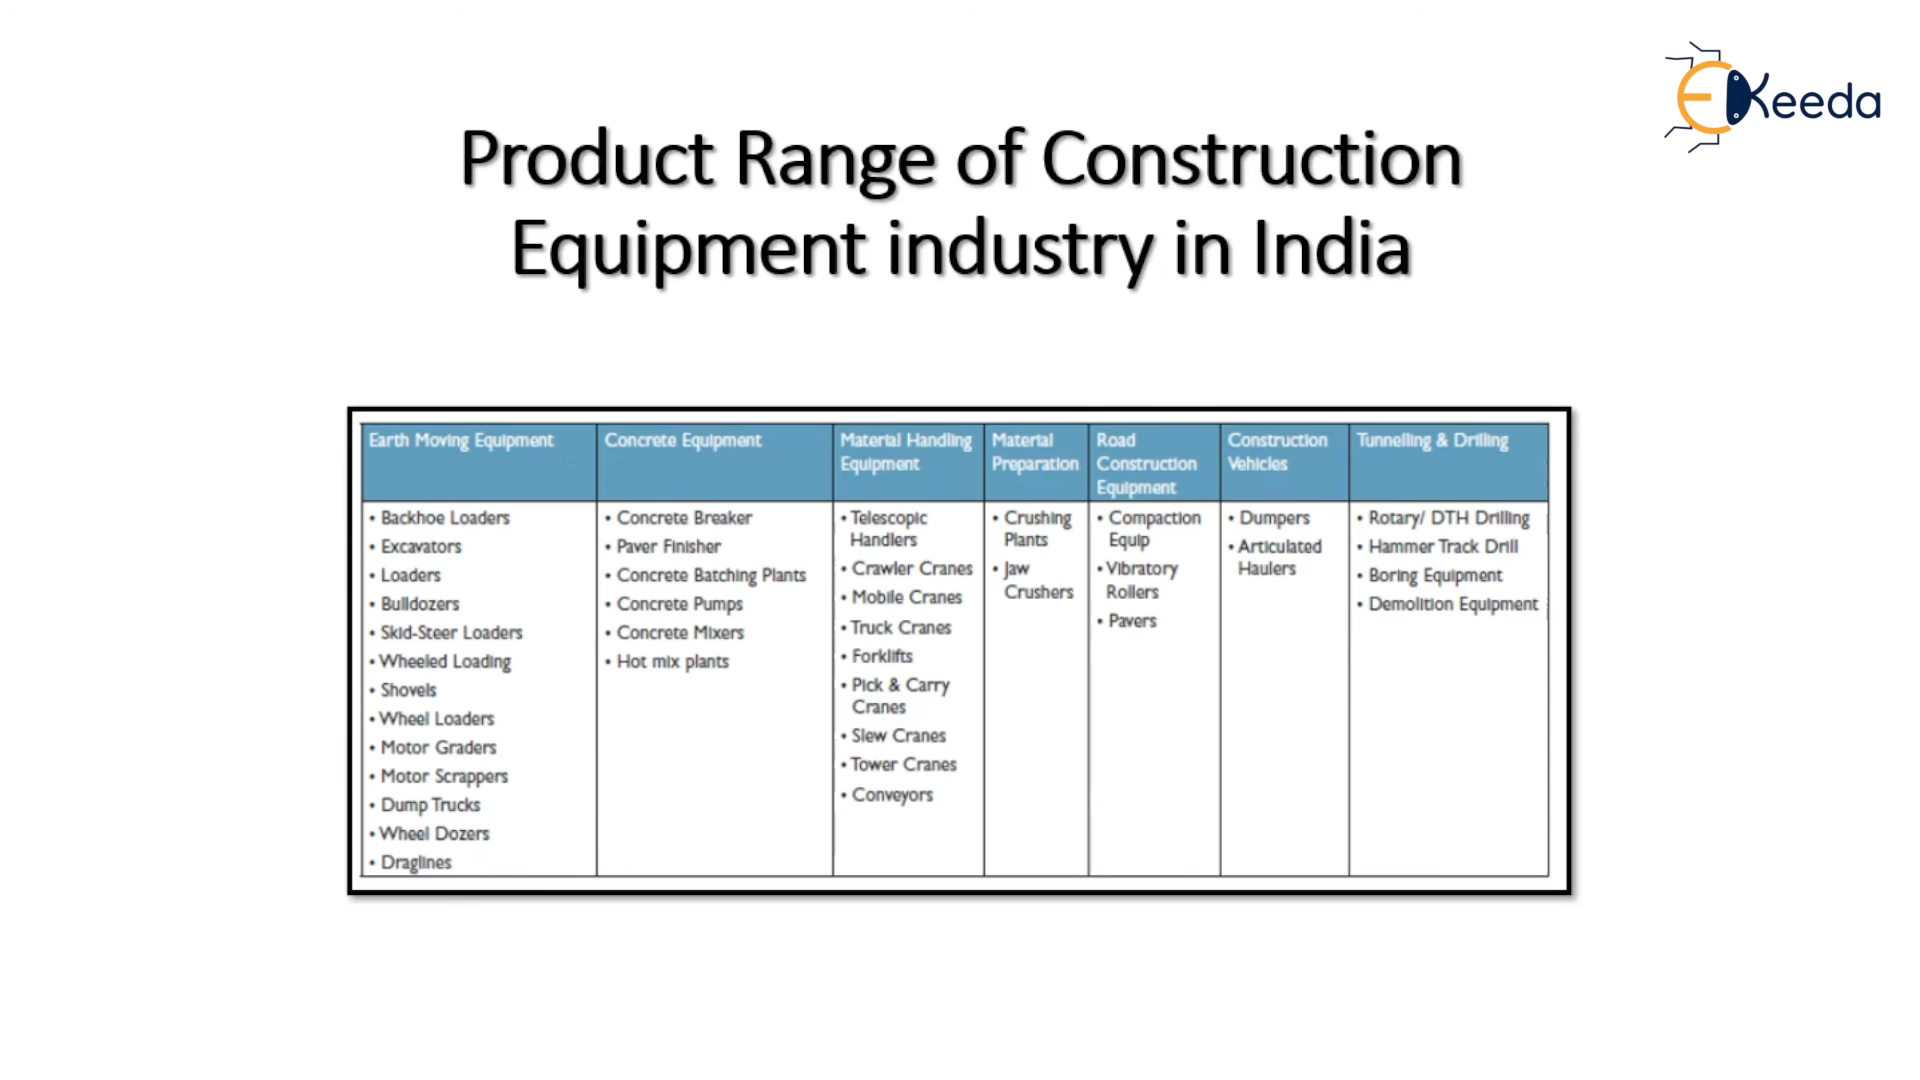 EKeeda
Product Range of Construction
Equipment industry in India
Earth Moving Equipment
• Backhoe Loaders
• Excavators
• Loaders
• Bulldozers
• Skid-Steer Loaders
• Wheeled Loading
• Shovels
• Wheel Loaders
• Motor Graders
• Motor Scrappers
• Dump Trucks
• Wheel Dozers
• Draglines
Concrete Equipment
• Concrete Breaker
• Paver Finisher
• Concrete Batching Plants
• Concrete Pumps
• Concrete Mixers
• Hot mix plants
Material Handling
Equipment
• Telescopic
Handlers
• Crawler Cranes
• Mobile Cranes
• Truck Cranes
• Forklifts
• Pick & Carry
Cranes
• Slew Cranes
• Tower Cranes
• Conveyors
Material
Preparation
• Crushing
Plants
• Jaw
Crushers
Road
Construction
Equipment
• Compaction
Equip
• Vibratory
Rollers
• Pavers
Construction
Vehicles
• Dumpers
• Articulated
Haulers
Tunnelling & Drilling
• Rotary/ DTH Drilling
• Hammer Track Drill
• Boring Equipment
• Demolition Equipment